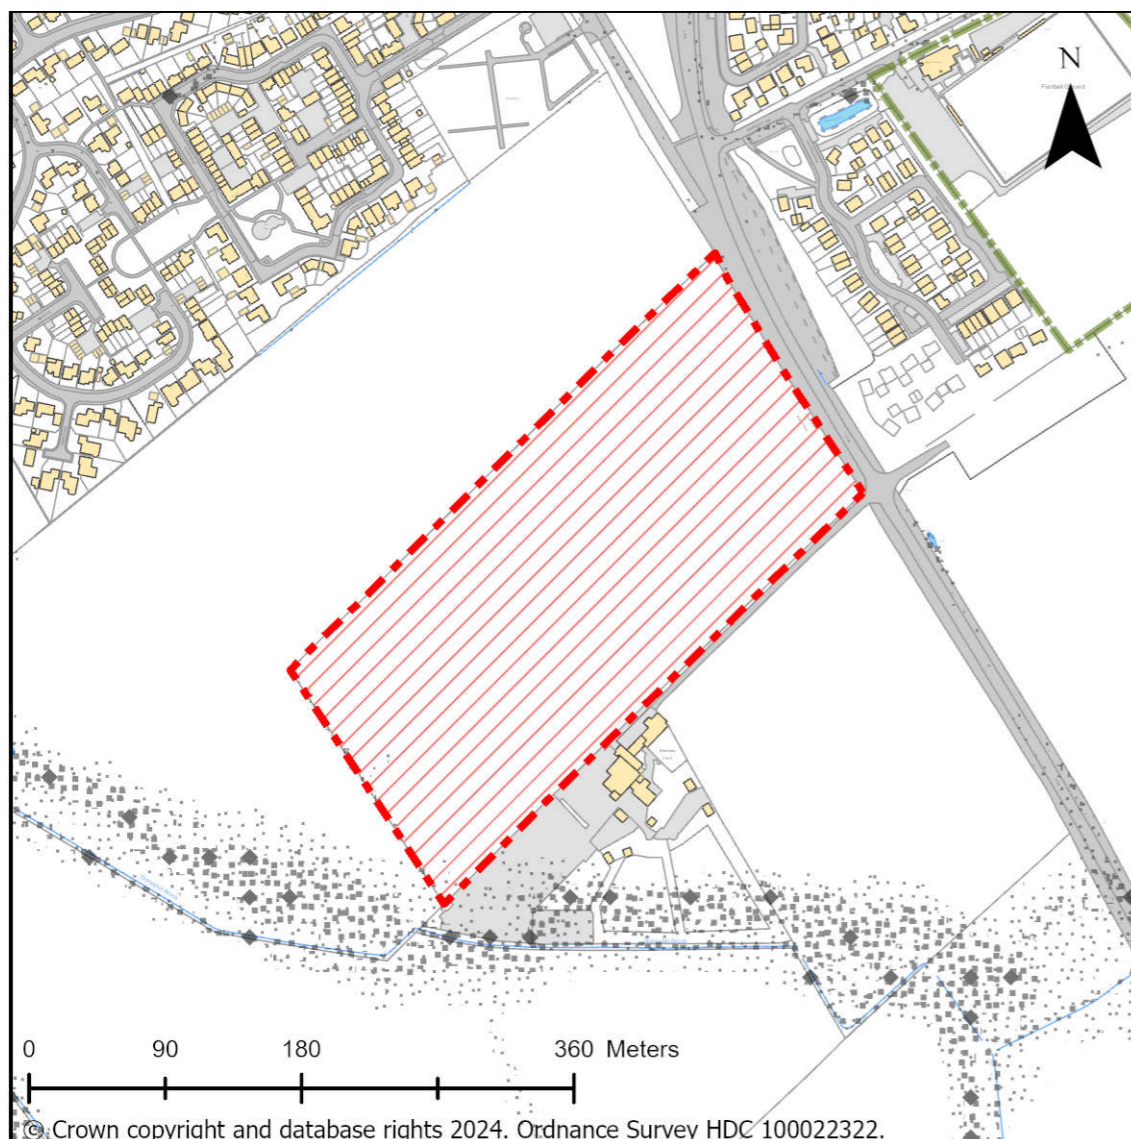 N
Football Ground
0 90 180 360 Meters
© Crown copyright and database rights 2024. Ordnance Survey HDC 100022322.